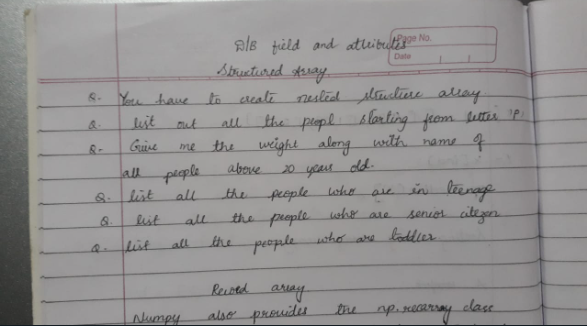 D/B field and attributes
Page No.
Date
Structured Array
Q. You have to create nested structure array
Q. list out all the peopl starting from letter 'p'
Q. Give me the weight along with name of
all people above 20 years old.
Q. list all the people who are in teenage
Q. list all the people who are senior citezen
Q. list all the people who are toddler.
Record array
Numpy also provides the np.recarray class